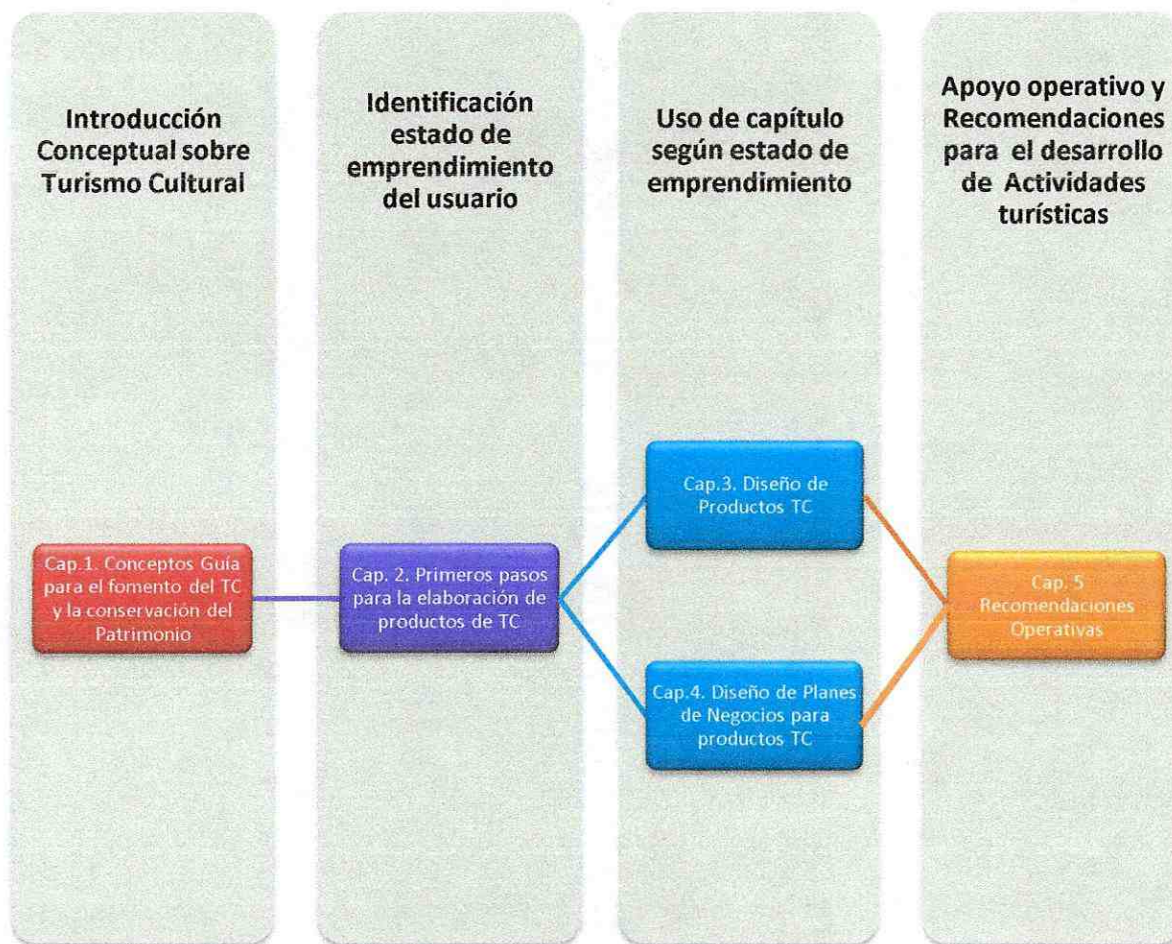 Introducción
Conceptual sobre
Turismo Cultural
Identificación
estado de
emprendimiento
del usuario
Uso de capítulo
según estado de
emprendimiento
Apoyo operativo y
Recomendaciones
para el desarrollo
de Actividades
turísticas
Cap.1. Conceptos Guía
para el fomento del TC
y la conservación del
Patrimonio
Cap. 2. Primeros pasos
para la elaboración de
productos de TC
Cap.3. Diseño de
Productos TC
Cap.4. Diseño de Planes
de Negocios para
productos TC
Cap. 5
Recomendaciones
Operativas